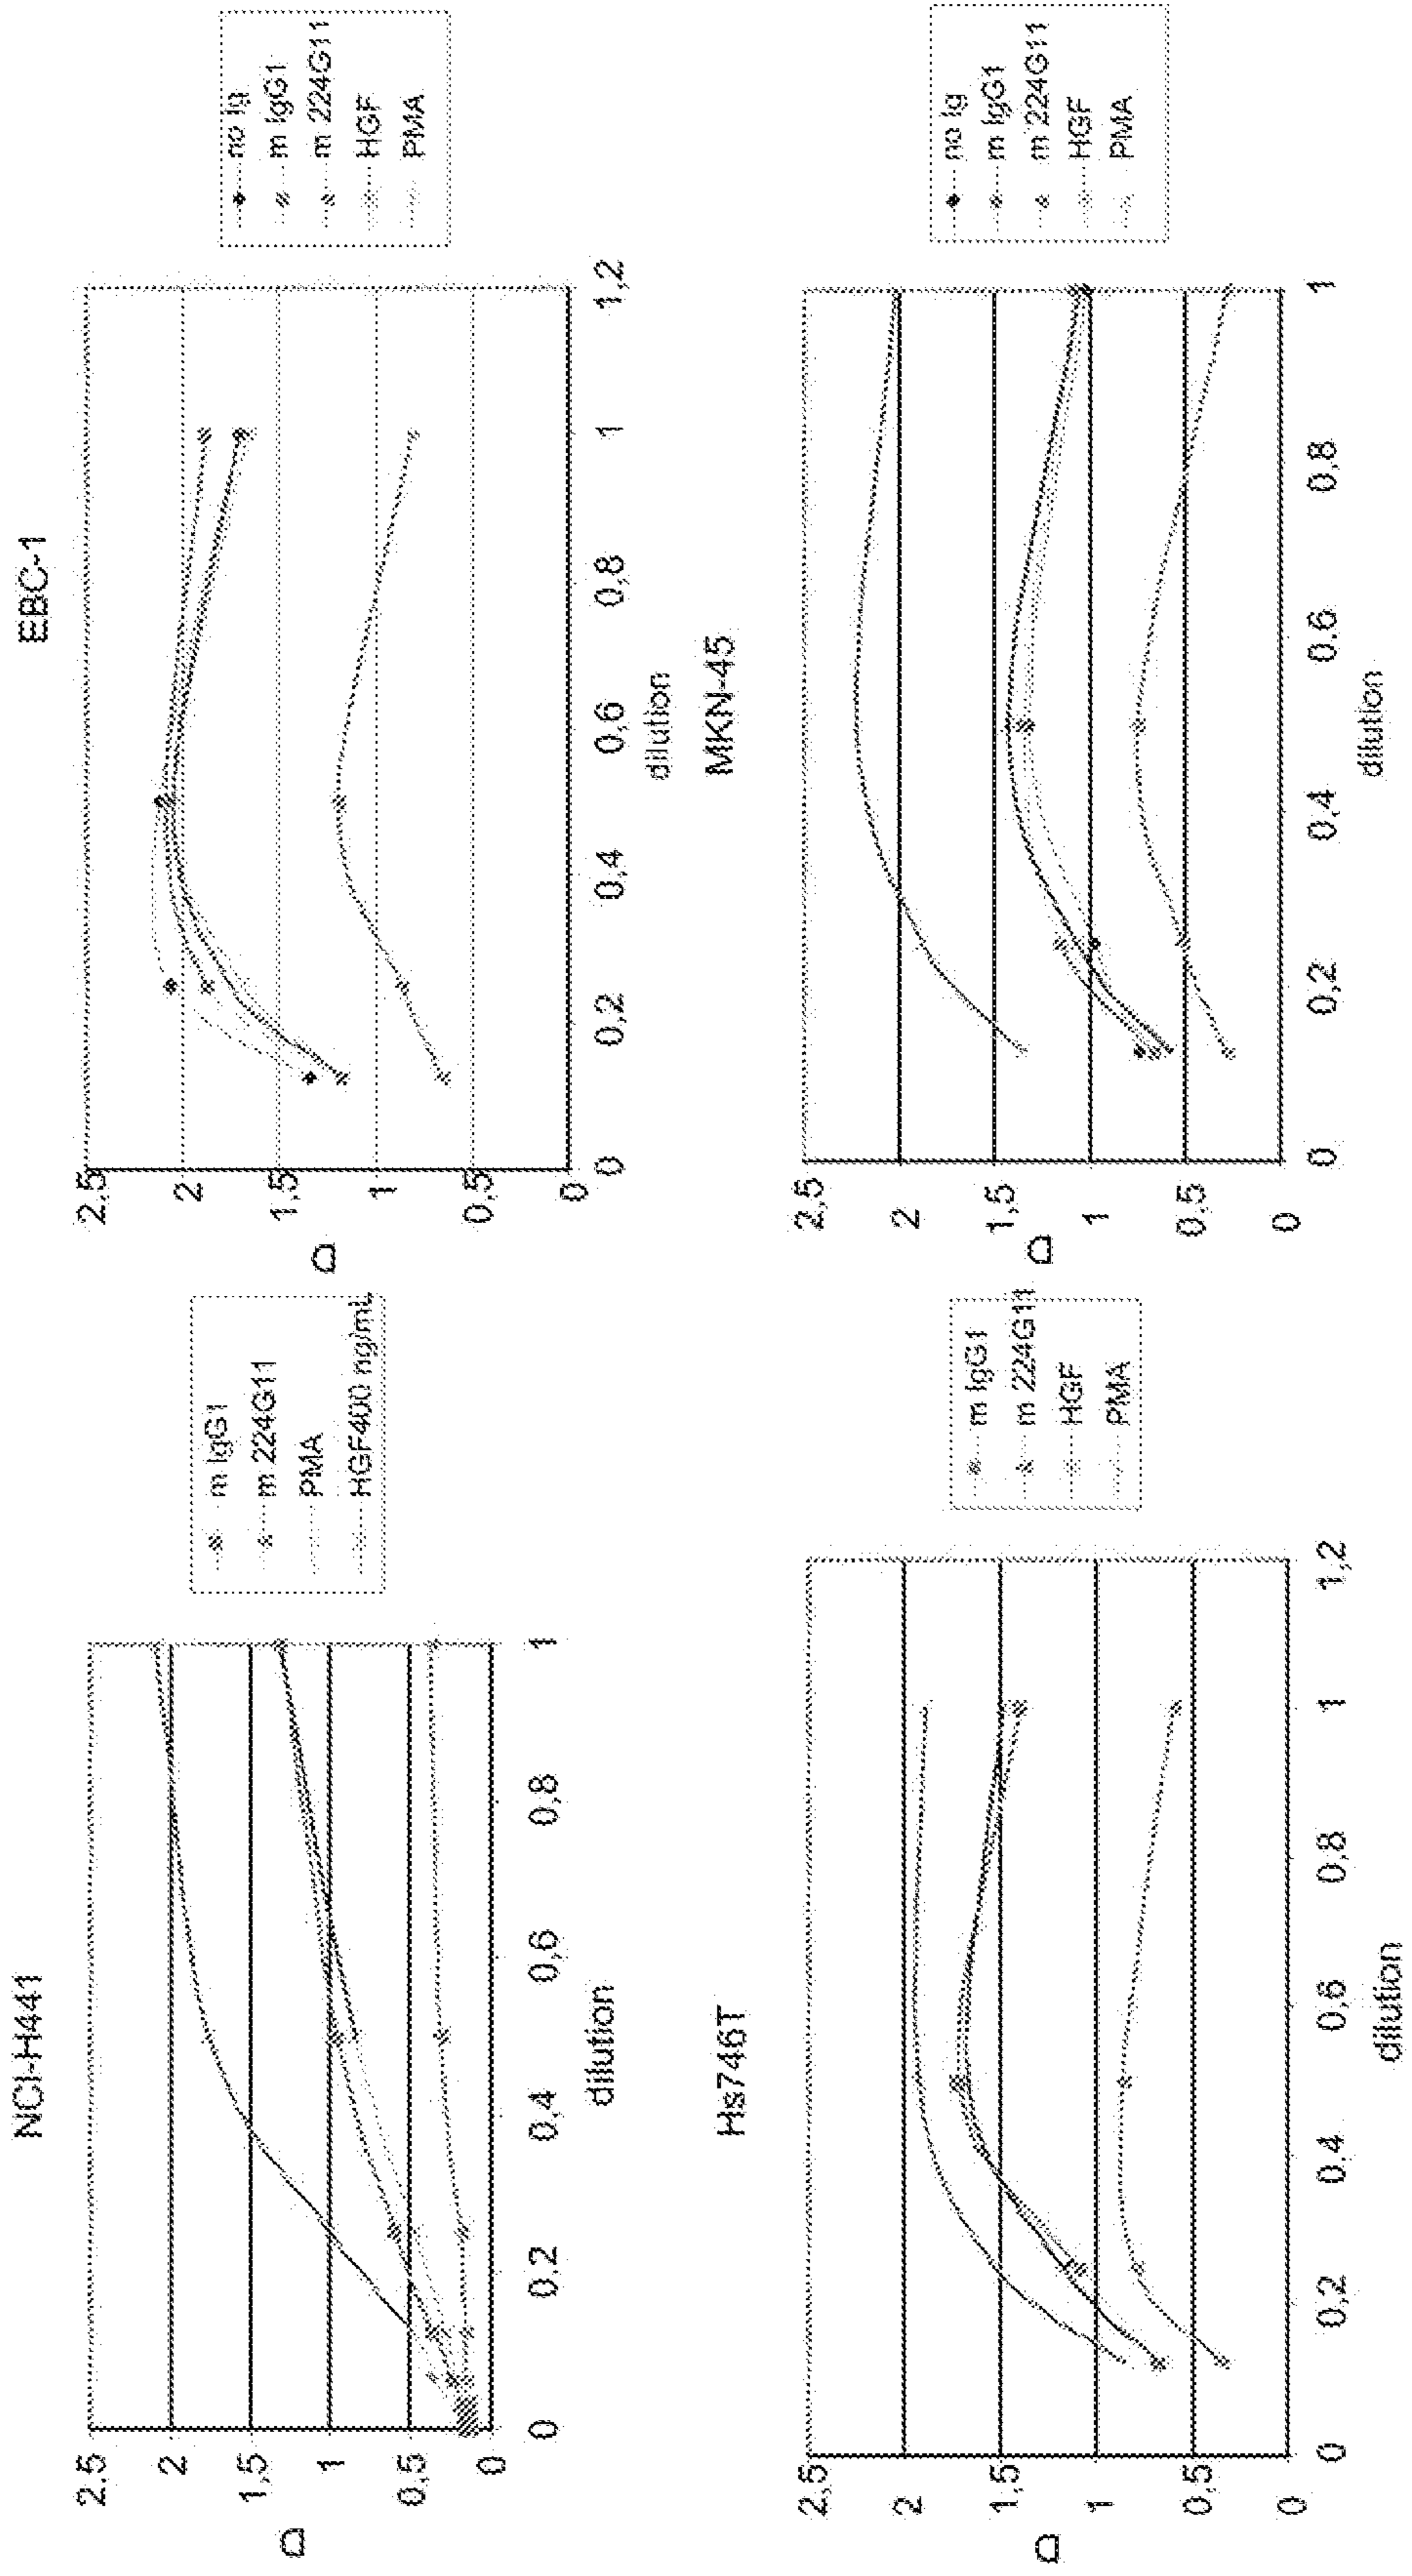 NCI-H441
2.5
2
1,5
1
0,5
0
D
0
0.2
0,4
0,6
0,8
1
dilution
m IgG1
m 224G11
PMA
HGF400 ng/mL
EBC-1
2.5
2
1,5
1
0.5
0
D
0
0,2
0,4
0,6
0,8
1
1,2
dilution
no Ig
m IgG1
m 224G11
HGF
PMA
Hs746T
2,5
2
1,5
1
0,5
0
D
0
0,2
0,4
0,6
0,8
1
1,2
dilution
m IgG1
m 224G11
HGF
PMA
MKN-45
2,5
2
1,5
1
0,5
0
D
0
0,2
0,4
0.6
0,8
1
dilution
no Ig
m IgG1
m 224G11
HGF
PMA